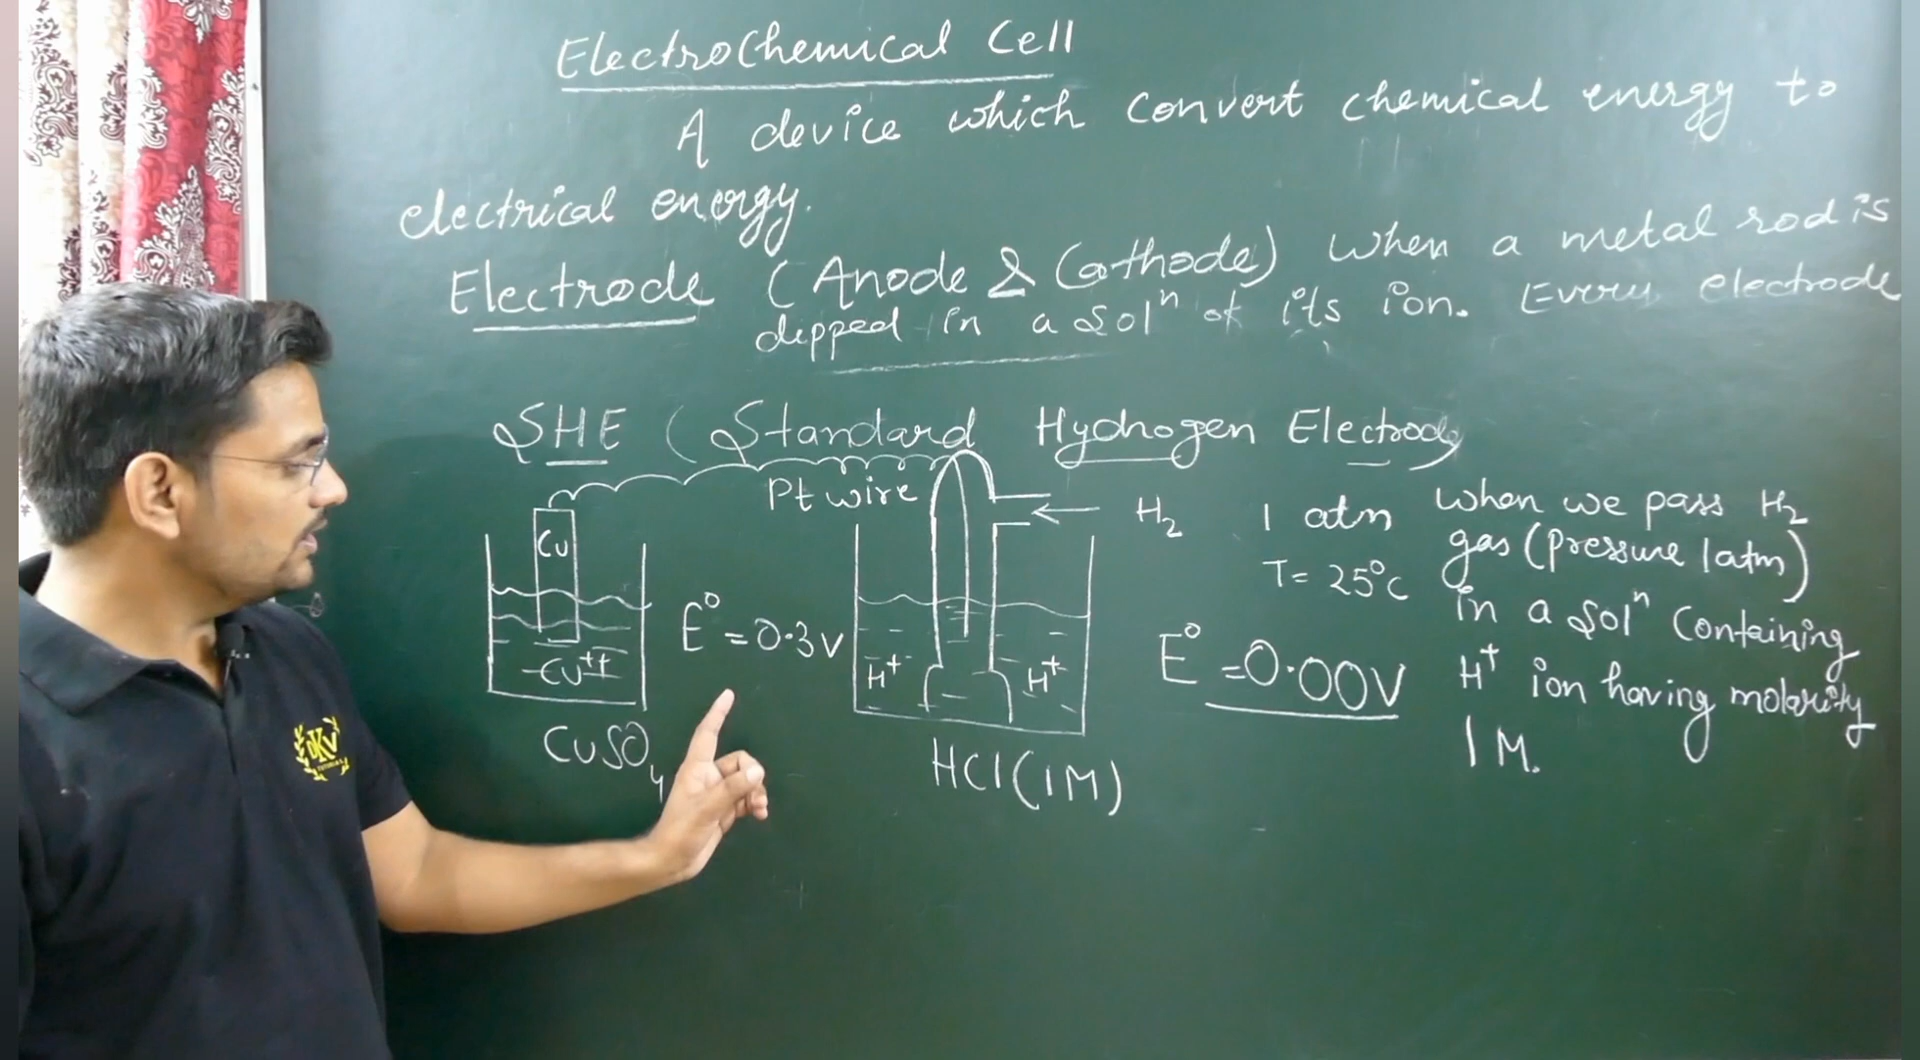 Electrochemical Cell
A device which convert chemical energy to
electrical energy.
Electrode (Anode & Cathode) when a metal rod is
dipped in a Solⁿ of its ion. Every electrode
SHE (Standard Hydrogen Electrode
Pt wire
H₂
1 atm
T = 25°C
when we pass H₂
gas (Pressure 1atm)
in a Solⁿ Containing
H⁺ ion having molarity
1 M.
Cu
Cu⁺⁺
CuSO₄
E° = 0.3V
H⁺
H⁺
HCl (1M)
E° = 0.00V
DKV